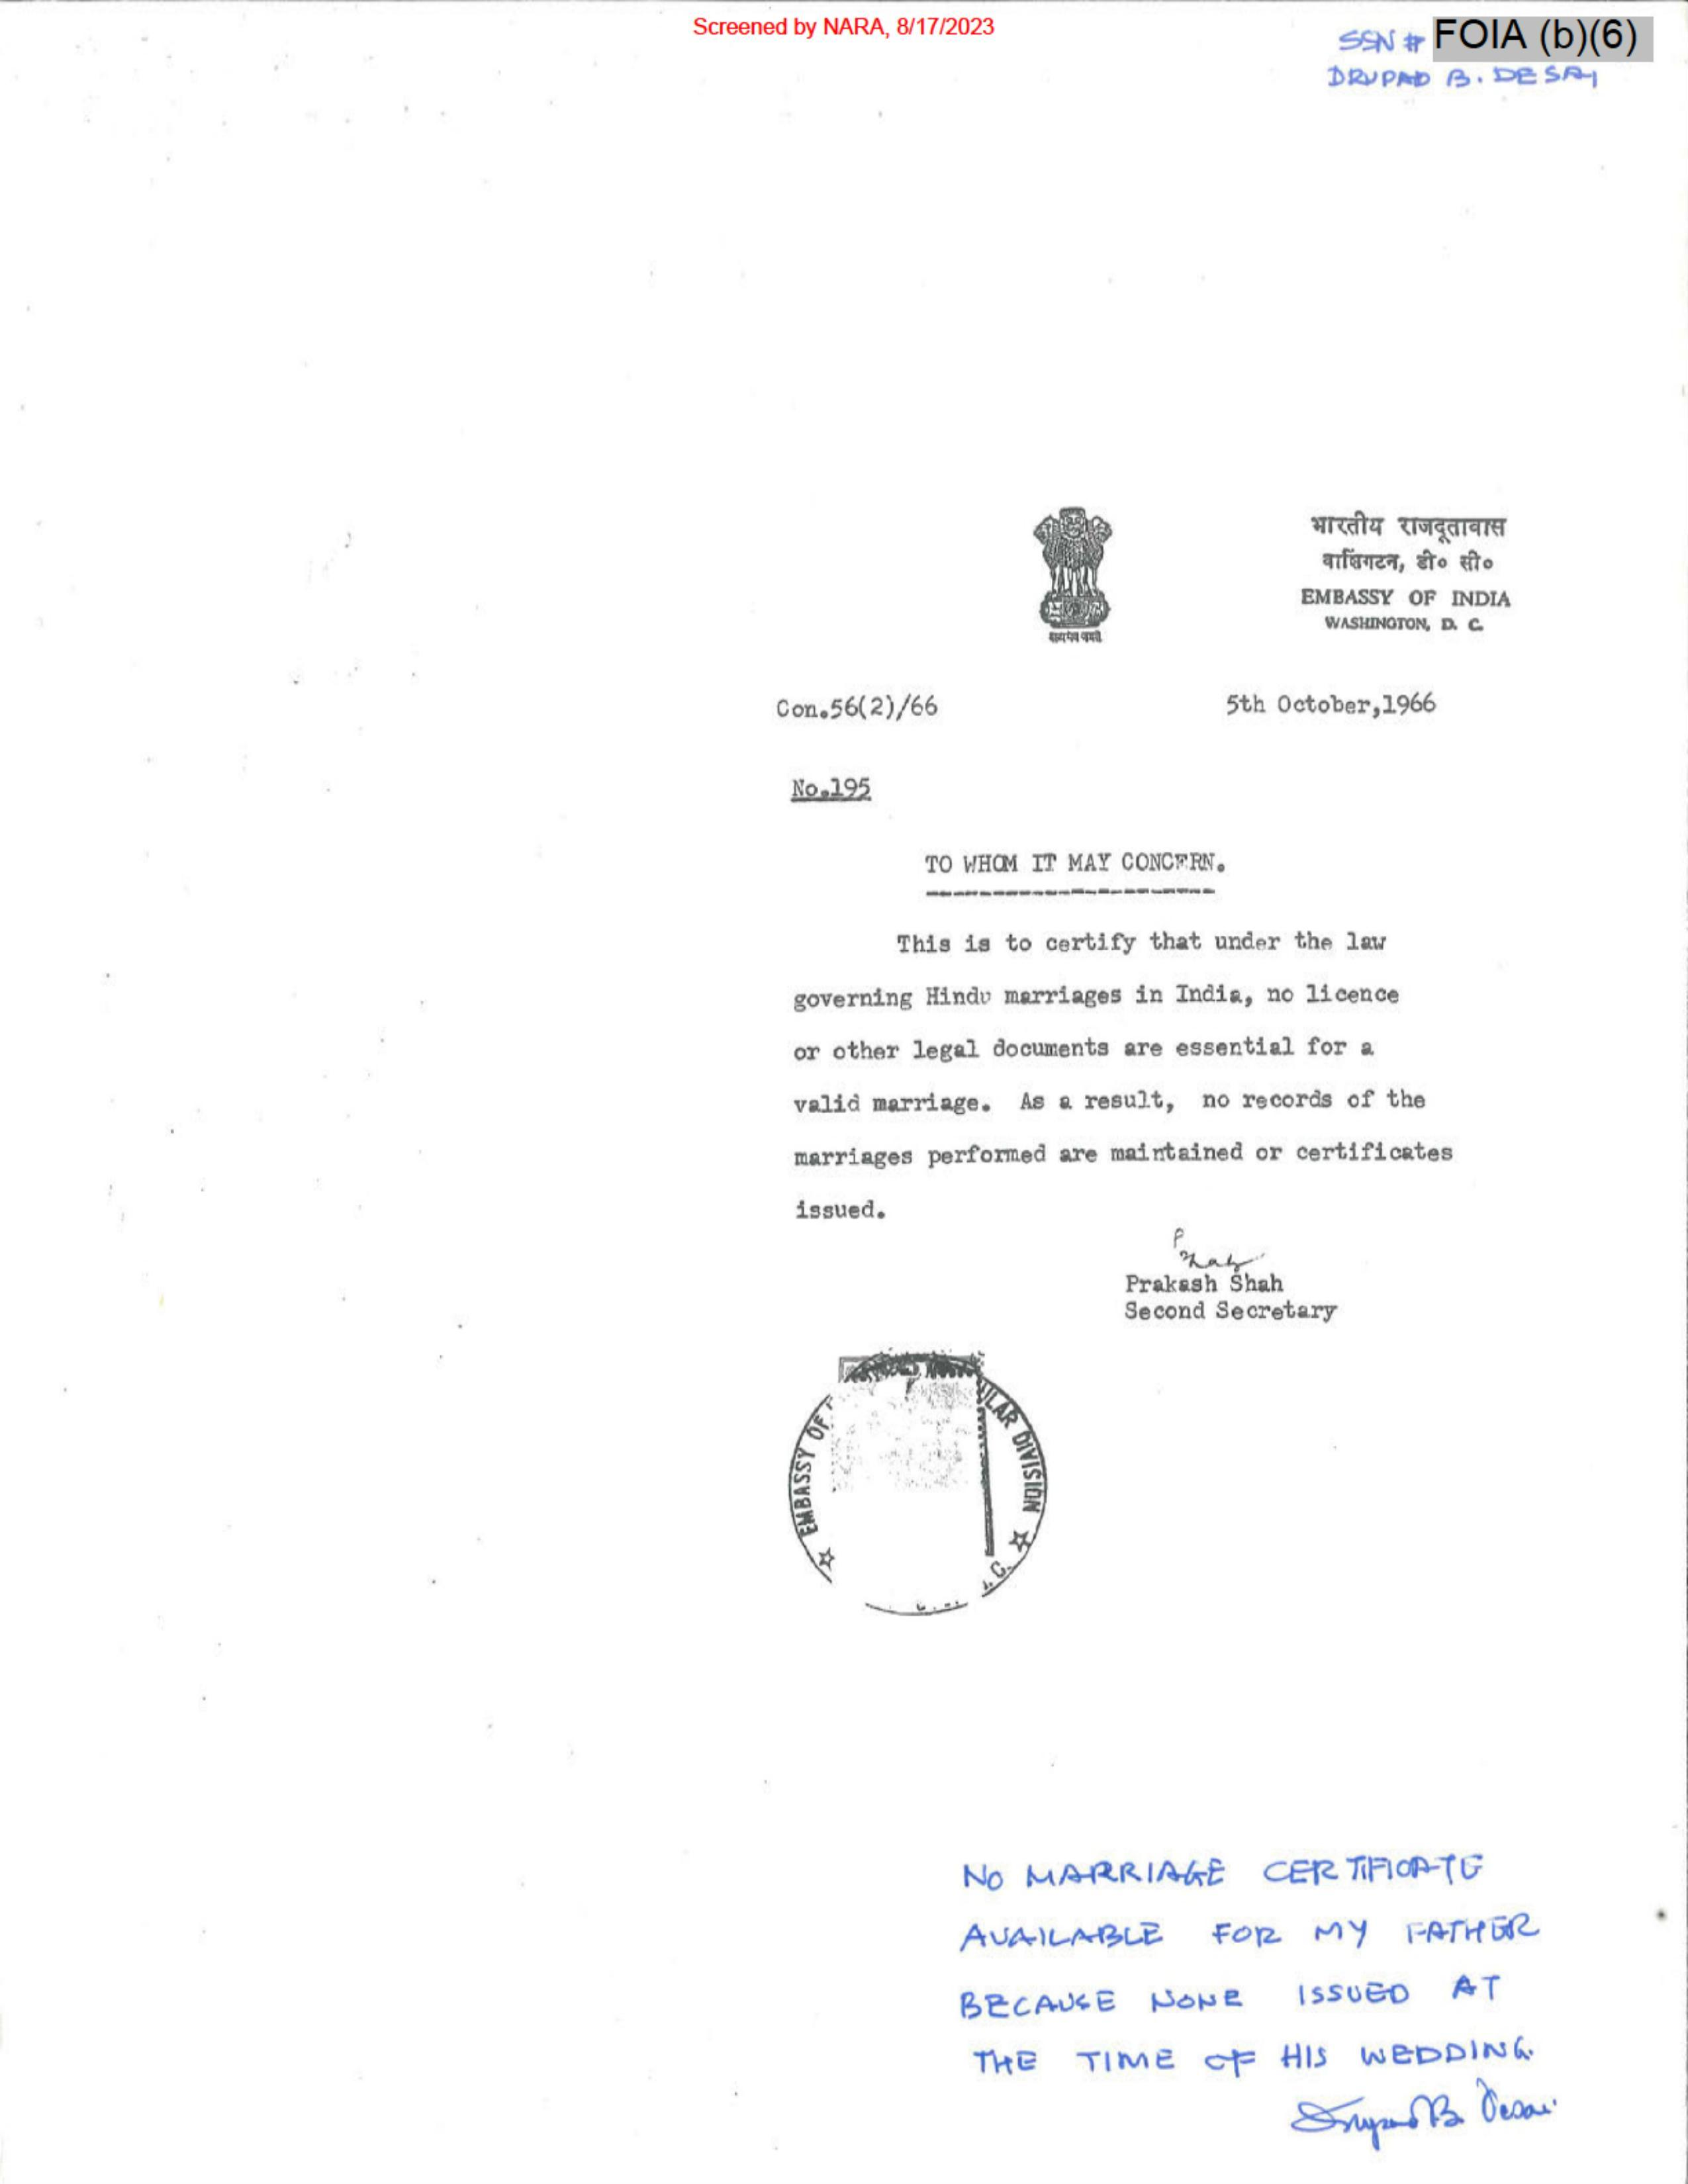 Screened by NARA, 8/17/2023
SSN # FOIA (b)(6)
DRUPAD B. DESAI
भारतीय राजदूतावास
वाशिंगटन, डी० सी०
EMBASSY OF INDIA
WASHINGTON, D. C.
सत्यमेव जयते
Con.56(2)/66 5th October,1966
No.195
TO WHOM IT MAY CONCERN.
This is to certify that under the law
governing Hindu marriages in India, no licence
or other legal documents are essential for a
valid marriage. As a result, no records of the
marriages performed are maintained or certificates
issued.
P Shah
Prakash Shah
Second Secretary
EMBASSY OF
ULAR DIVISION
. C.
NO MARRIAGE CERTIFICATE
AVAILABLE FOR MY FATHER
BECAUSE NONE ISSUED AT
THE TIME OF HIS WEDDING.
Drupad B. Desai